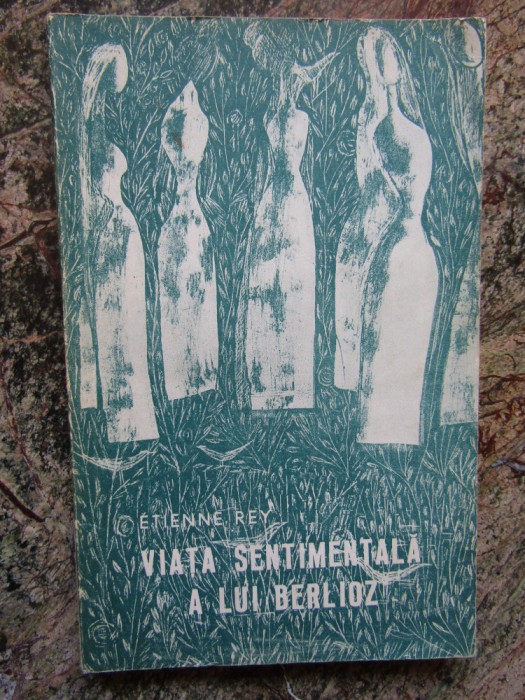 ÉTIENNE REY
VIAȚA SENTIMENTALĂ
A LUI BERLIOZ